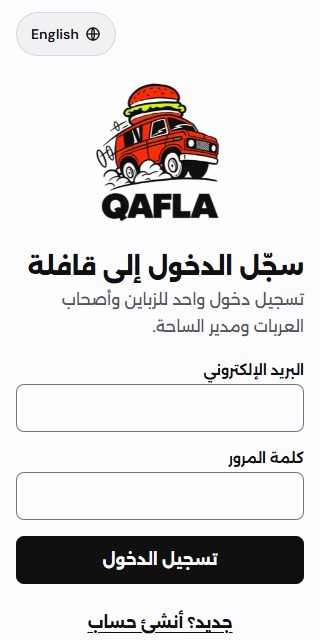 English
QAFLA
سجّل الدخول إلى قافلة
تسجيل دخول واحد للزباين وأصحاب
العربات ومدير الساحة.
البريد الإلكتروني
كلمة المرور
تسجيل الدخول
جديد؟ أنشئ حساب